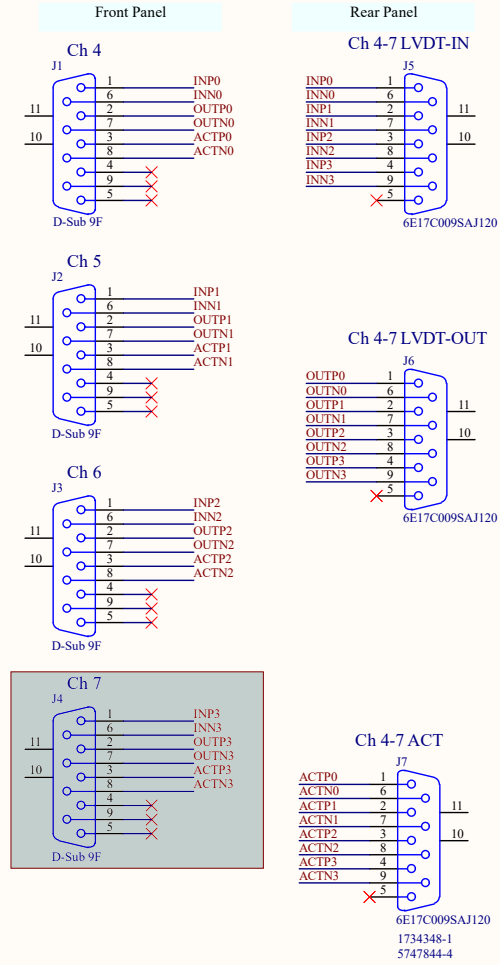 Front Panel
Ch 4
J1
1
INP0
6
INN0
11
2
OUTP0
7
OUTN0
10
3
ACTP0
8
ACTN0
4
9
5
D-Sub 9F
Ch 5
J2
1
INP1
6
INN1
11
2
OUTP1
7
OUTN1
10
3
ACTP1
8
ACTN1
4
9
5
D-Sub 9F
Ch 6
J3
1
INP2
6
INN2
11
2
OUTP2
7
OUTN2
10
3
ACTP2
8
ACTN2
4
9
5
D-Sub 9F
Ch 7
J4
1
INP3
6
INN3
11
2
OUTP3
7
OUTN3
10
3
ACTP3
8
ACTN3
4
9
5
D-Sub 9F
Rear Panel
Ch 4-7 LVDT-IN
J5
INP0
1
INN0
6
INP1
2
11
INN1
7
INP2
3
10
INN2
8
INP3
4
INN3
9
5
6E17C009SAJ120
Ch 4-7 LVDT-OUT
J6
OUTP0
1
OUTN0
6
OUTP1
2
11
OUTN1
7
OUTP2
3
10
OUTN2
8
OUTP3
4
OUTN3
9
5
6E17C009SAJ120
Ch 4-7 ACT
J7
ACTP0
1
ACTN0
6
ACTP1
2
11
ACTN1
7
ACTP2
3
10
ACTN2
8
ACTP3
4
ACTN3
9
5
6E17C009SAJ120
1734348-1
5747844-4